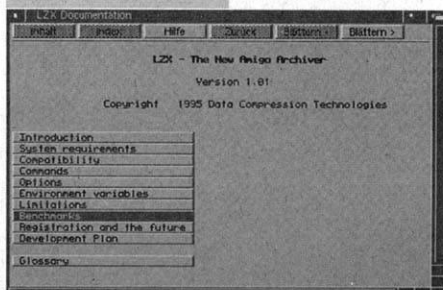 LZX Documentation
Inhalt Index Hilfe Zurück Blättern < Blättern >
LZX - The New Amiga Archiver
Version 1.01
Copyright 1995 Data Compression Technologies
Introduction
System requirements
Compatibility
Commands
Options
Environment variables
Limitations
Benchmarks
Registration and the future
Development Plan
Glossary